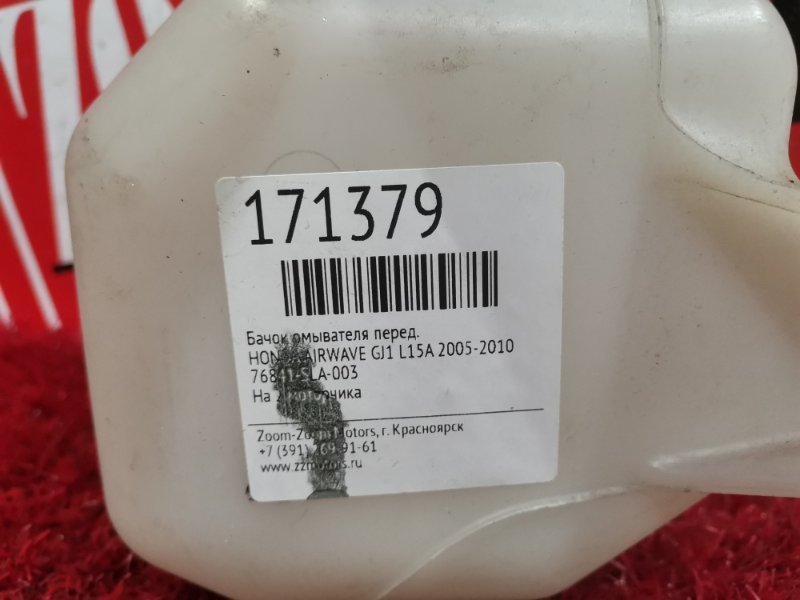 171379
Бачок омывателя перед.
HONDA AIRWAVE GJ1 L15A 2005-2010
76841-SLA-003
На 2
Zoom-Zoom Motors, г. Красноярск
+7 (391) 269-91-61
www.zzmotors.ru